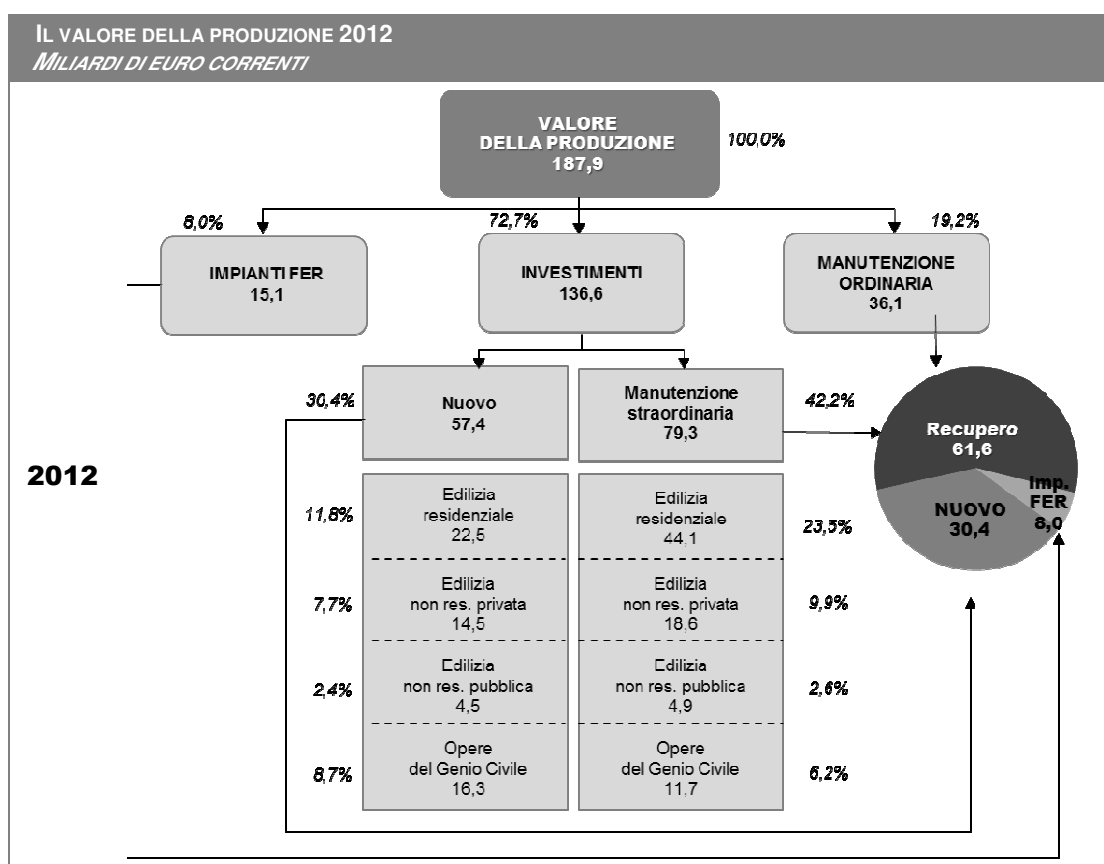 IL VALORE DELLA PRODUZIONE 2012
MILIARDI DI EURO CORRENTI
VALORE
DELLA PRODUZIONE
187,9
100,0%
8,0%
72,7%
19,2%
IMPIANTI FER
15,1
INVESTIMENTI
136,6
MANUTENZIONE
ORDINARIA
36,1
30,4%
Nuovo
57,4
Manutenzione
straordinaria
79,3
42,2%
Recupero
61,6
Imp.
FER
8,0
NUOVO
30,4
2012
11,8%
Edilizia
residenziale
22,5
Edilizia
residenziale
44,1
23,5%
7,7%
Edilizia
non res. privata
14,5
Edilizia
non res. privata
18,6
9,9%
2,4%
Edilizia
non res. pubblica
4,5
Edilizia
non res. pubblica
4,9
2,6%
8,7%
Opere
del Genio Civile
16,3
Opere
del Genio Civile
11,7
6,2%